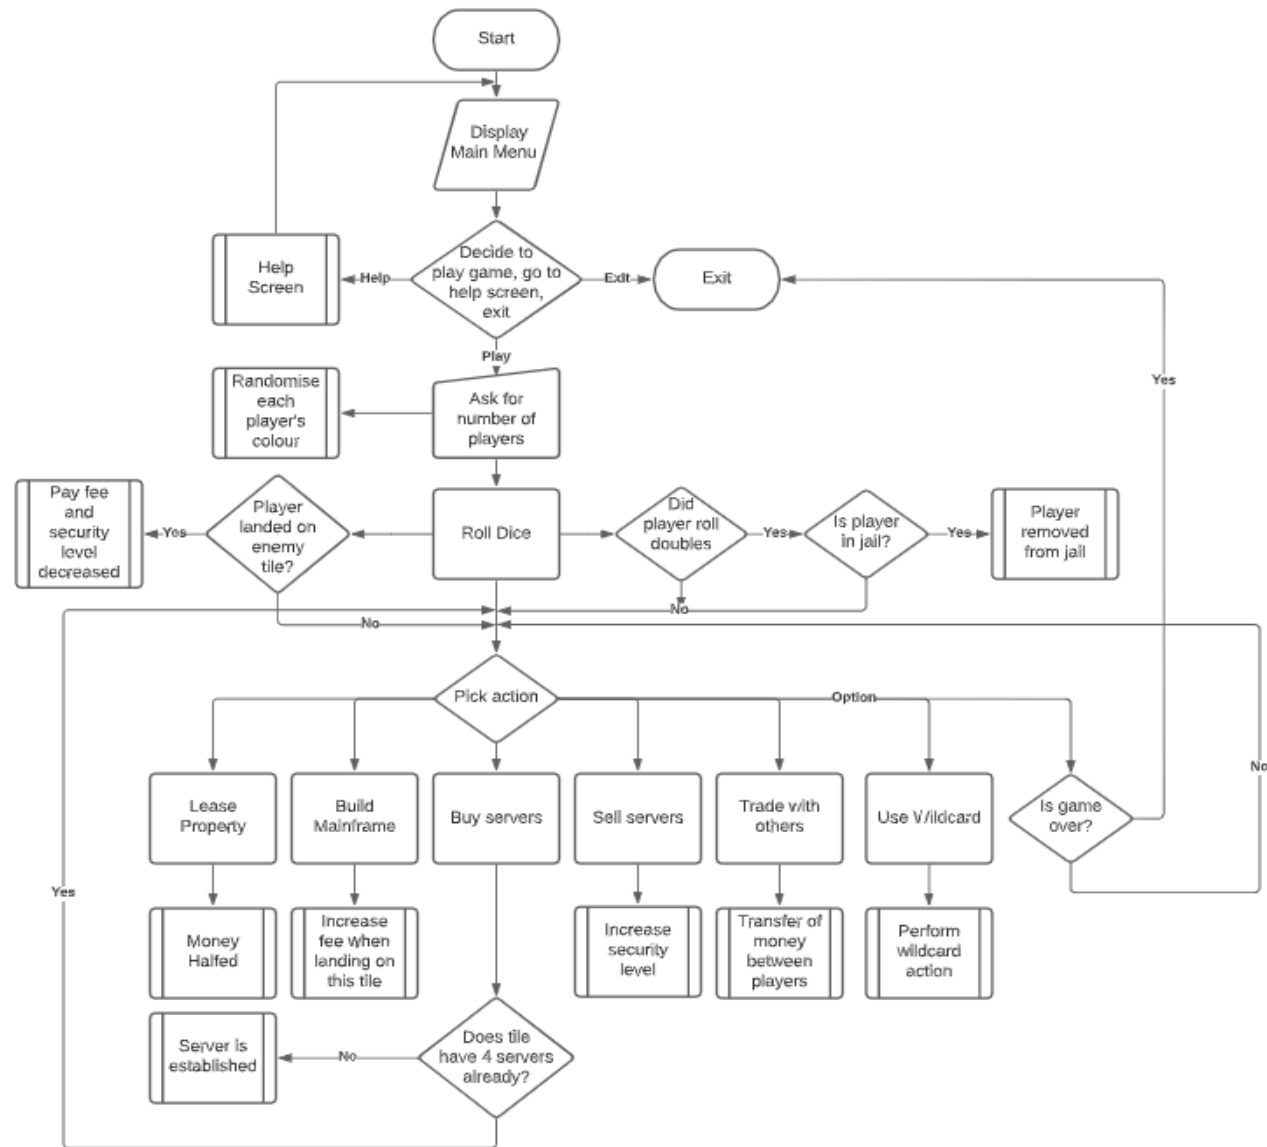 Start
Display
Main Menu
Decide to
play game, go to
help screen,
exit
Help
Help
Screen
Exit
Exit
Play
Yes
Randomise
each
player's
colour
Ask for
number of
players
Pay fee
and
security
level
decreased
Yes
Player
landed on
enemy
tile?
Roll Dice
Did
player roll
doubles
Yes
Is player
in jail?
Yes
Player
removed
from jail
No
No
Pick action
Option
No
Lease
Property
Build
Mainframe
Buy servers
Sell servers
Trade with
others
Use Wildcard
Is game
over?
Yes
Money
Halfed
Increase
fee when
landing on
this tile
Increase
security
level
Transfer of
money
between
players
Perform
wildcard
action
Server is
established
No
Does tile
have 4 servers
already?